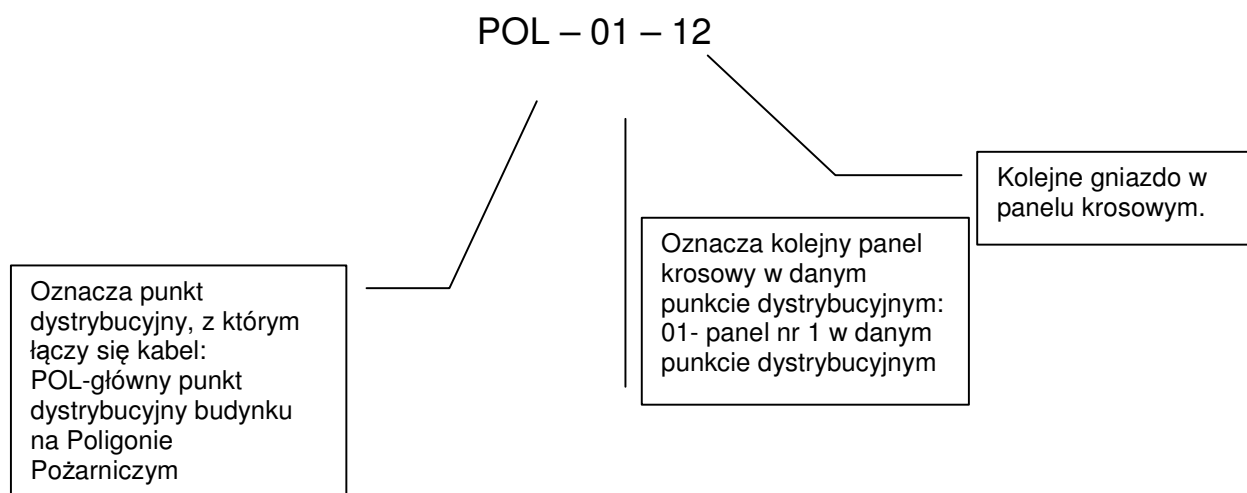 POL – 01 – 12
Oznacza punkt
dystrybucyjny, z którym
łączy się kabel:
POL-główny punkt
dystrybucyjny budynku
na Poligonie
Pożarniczym
Oznacza kolejny panel
krosowy w danym
punkcie dystrybucyjnym:
01- panel nr 1 w danym
punkcie dystrybucyjnym
Kolejne gniazdo w
panelu krosowym.